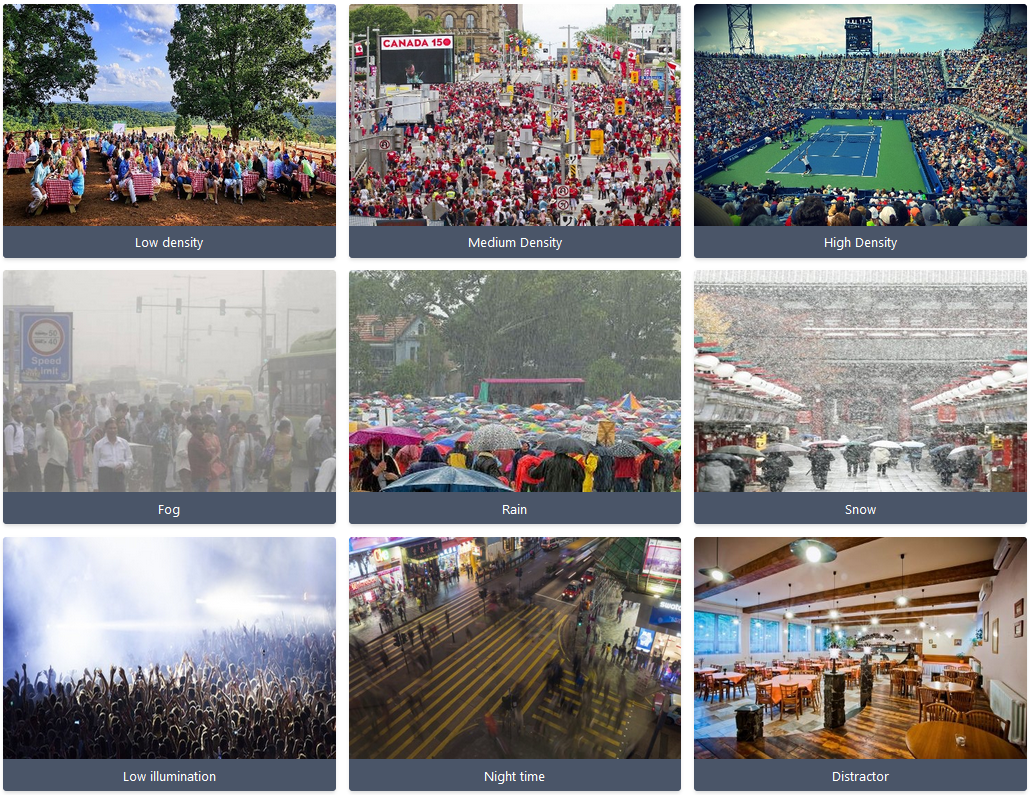 CANADA 150
Low density
Medium Density
High Density
50
40
Speed
Limit
Fog
Rain
Snow
Low illumination
Night time
Distractor